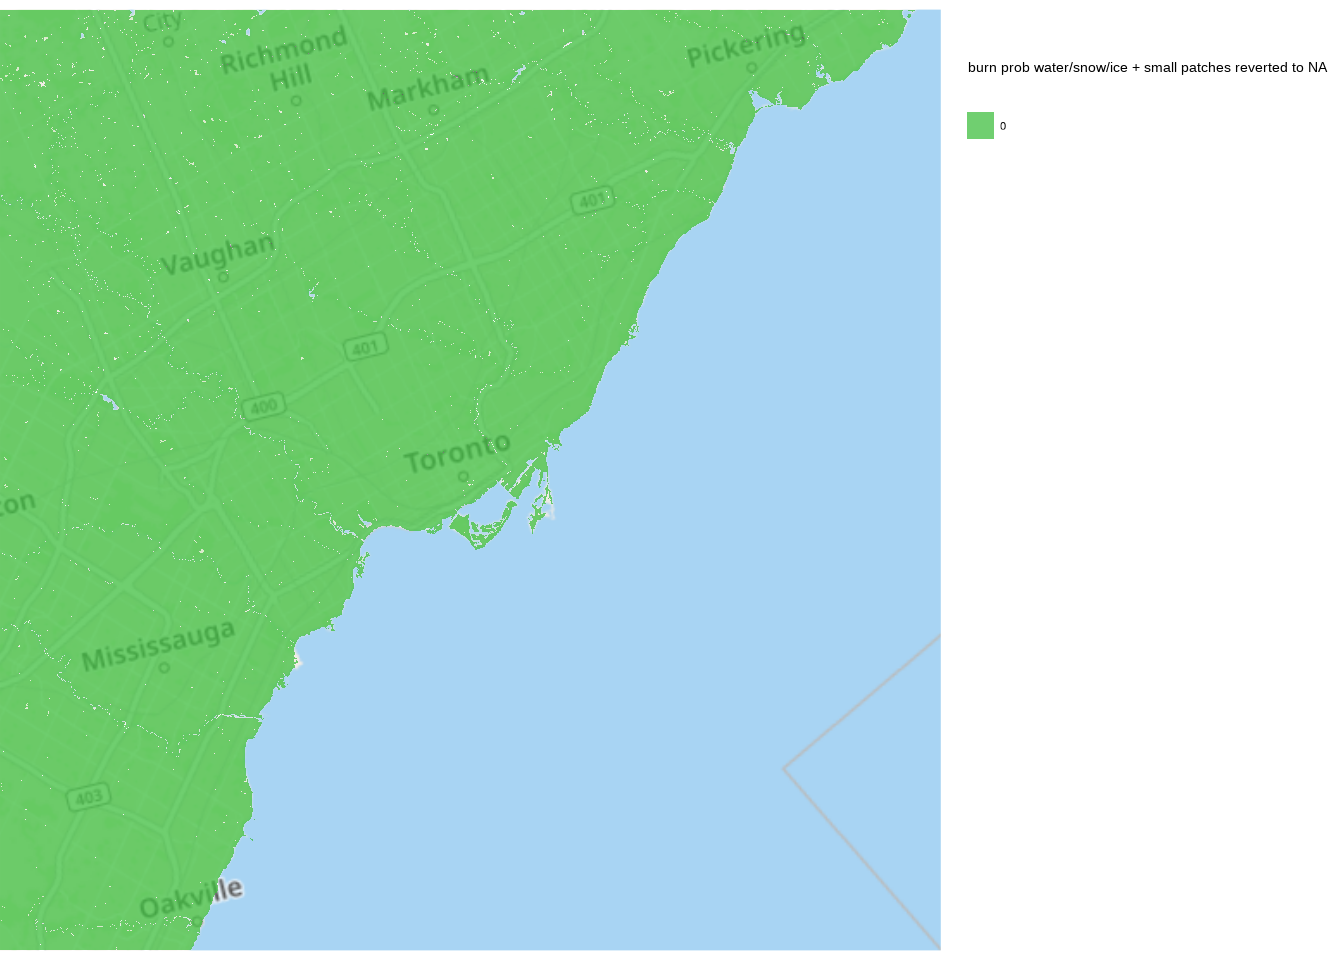 City
Richmond
Hill
Markham
Pickering
401
Vaughan
401
400
Toronto
ton
Mississauga
403
Oakville
burn prob water/snow/ice + small patches reverted to NA
0